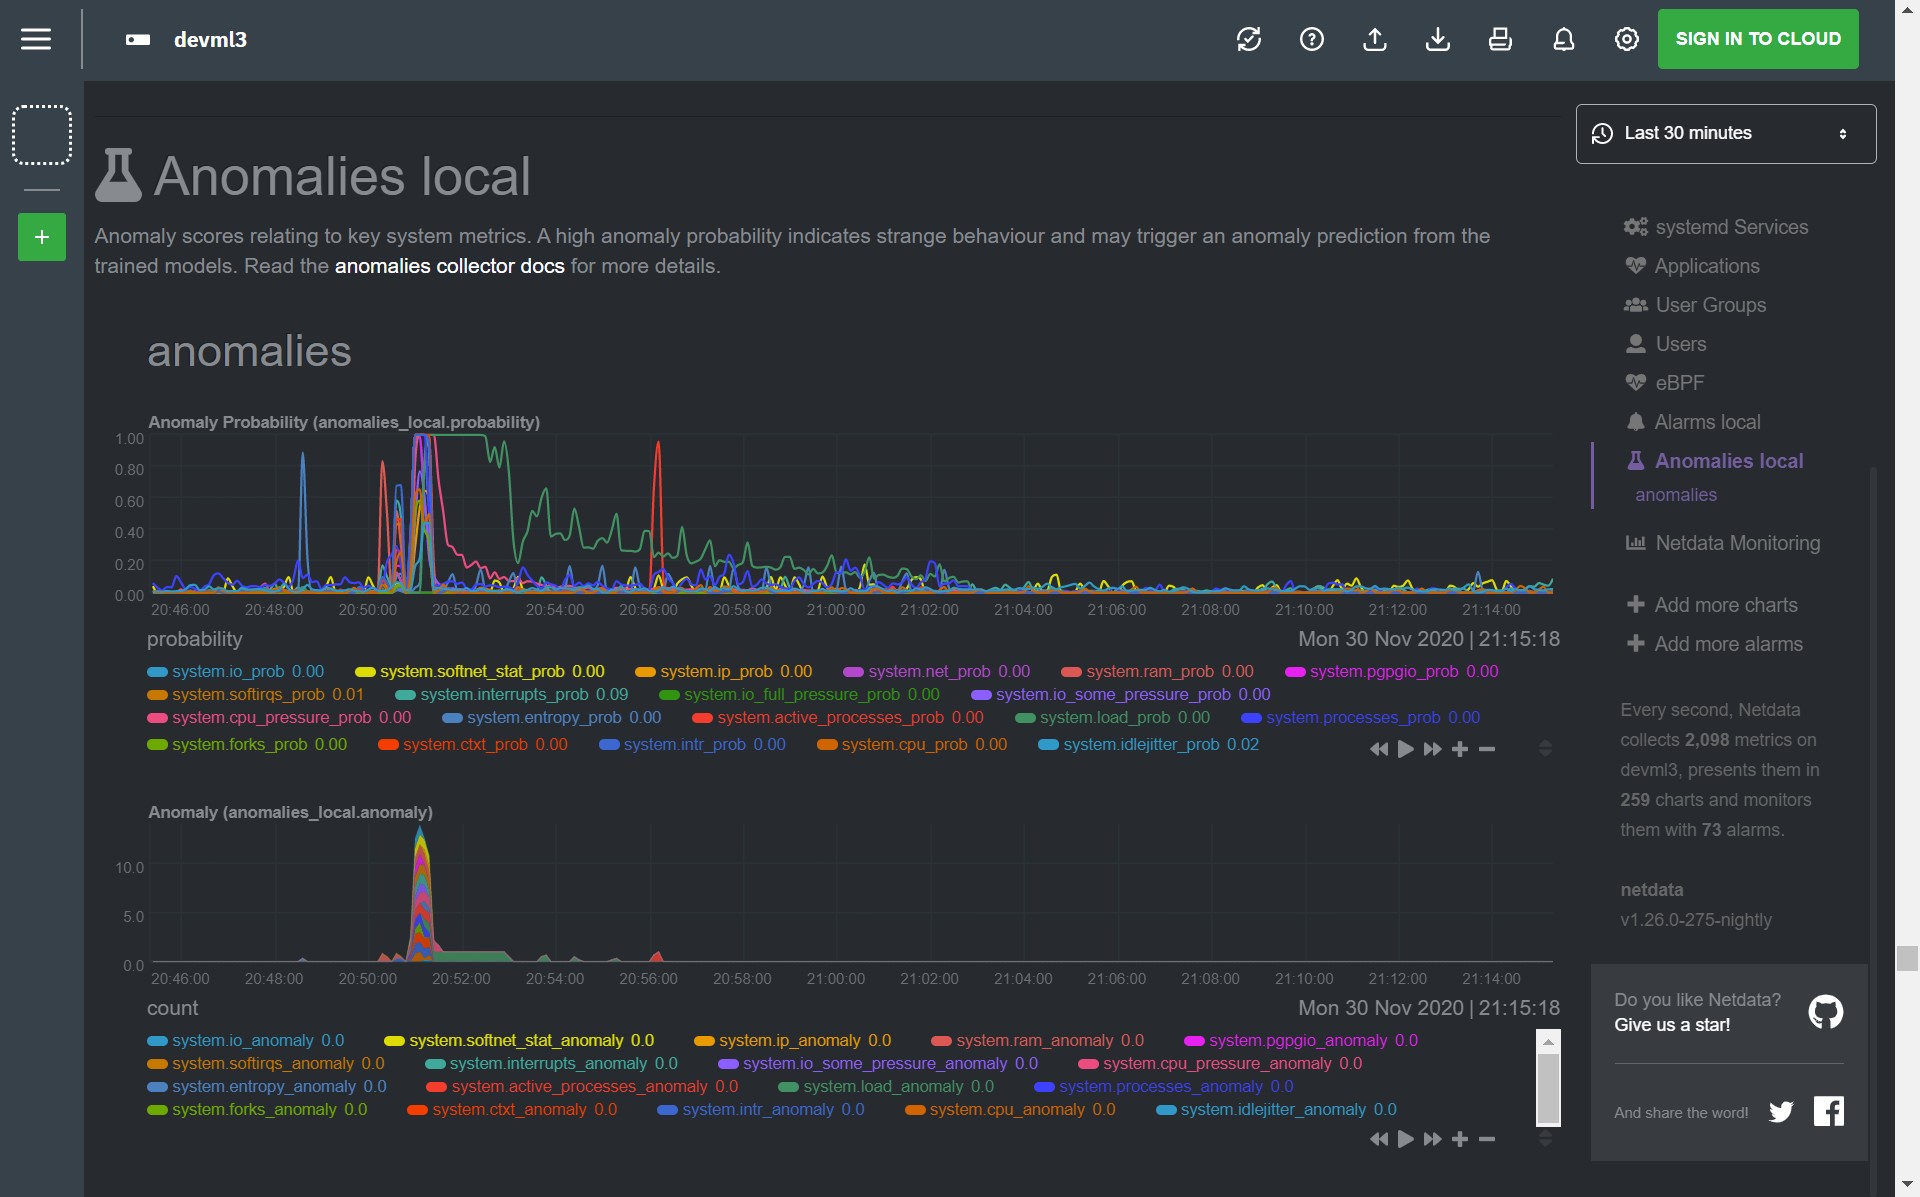 devml3
SIGN IN TO CLOUD
Last 30 minutes
Anomalies local
Anomaly scores relating to key system metrics. A high anomaly probability indicates strange behaviour and may trigger an anomaly prediction from the
trained models. Read the anomalies collector docs for more details.
anomalies
Anomaly Probability (anomalies_local.probability)
1.00
0.80
0.60
0.40
0.20
0.00
20:46:00 20:48:00 20:50:00 20:52:00 20:54:00 20:56:00 20:58:00 21:00:00 21:02:00 21:04:00 21:06:00 21:08:00 21:10:00 21:12:00 21:14:00
probability Mon 30 Nov 2020 | 21:15:18
system.io_prob 0.00 system.softnet_stat_prob 0.00 system.ip_prob 0.00 system.net_prob 0.00 system.ram_prob 0.00 system.pgpgio_prob 0.00
system.softirqs_prob 0.01 system.interrupts_prob 0.09 system.io_full_pressure_prob 0.00 system.io_some_pressure_prob 0.00
system.cpu_pressure_prob 0.00 system.entropy_prob 0.00 system.active_processes_prob 0.00 system.load_prob 0.00 system.processes_prob 0.00
system.forks_prob 0.00 system.ctxt_prob 0.00 system.intr_prob 0.00 system.cpu_prob 0.00 system.idlejitter_prob 0.02
Anomaly (anomalies_local.anomaly)
10.0
5.0
0.0
20:46:00 20:48:00 20:50:00 20:52:00 20:54:00 20:56:00 20:58:00 21:00:00 21:02:00 21:04:00 21:06:00 21:08:00 21:10:00 21:12:00 21:14:00
count Mon 30 Nov 2020 | 21:15:18
system.io_anomaly 0.0 system.softnet_stat_anomaly 0.0 system.ip_anomaly 0.0 system.ram_anomaly 0.0 system.pgpgio_anomaly 0.0
system.softirqs_anomaly 0.0 system.interrupts_anomaly 0.0 system.io_some_pressure_anomaly 0.0 system.cpu_pressure_anomaly 0.0
system.entropy_anomaly 0.0 system.active_processes_anomaly 0.0 system.load_anomaly 0.0 system.processes_anomaly 0.0
system.forks_anomaly 0.0 system.ctxt_anomaly 0.0 system.intr_anomaly 0.0 system.cpu_anomaly 0.0 system.idlejitter_anomaly 0.0
systemd Services
Applications
User Groups
Users
eBPF
Alarms local
Anomalies local
anomalies
Netdata Monitoring
Add more charts
Add more alarms
Every second, Netdata
collects 2,098 metrics on
devml3, presents them in
259 charts and monitors
them with 73 alarms.
netdata
v1.26.0-275-nightly
Do you like Netdata?
Give us a star!
And share the word!